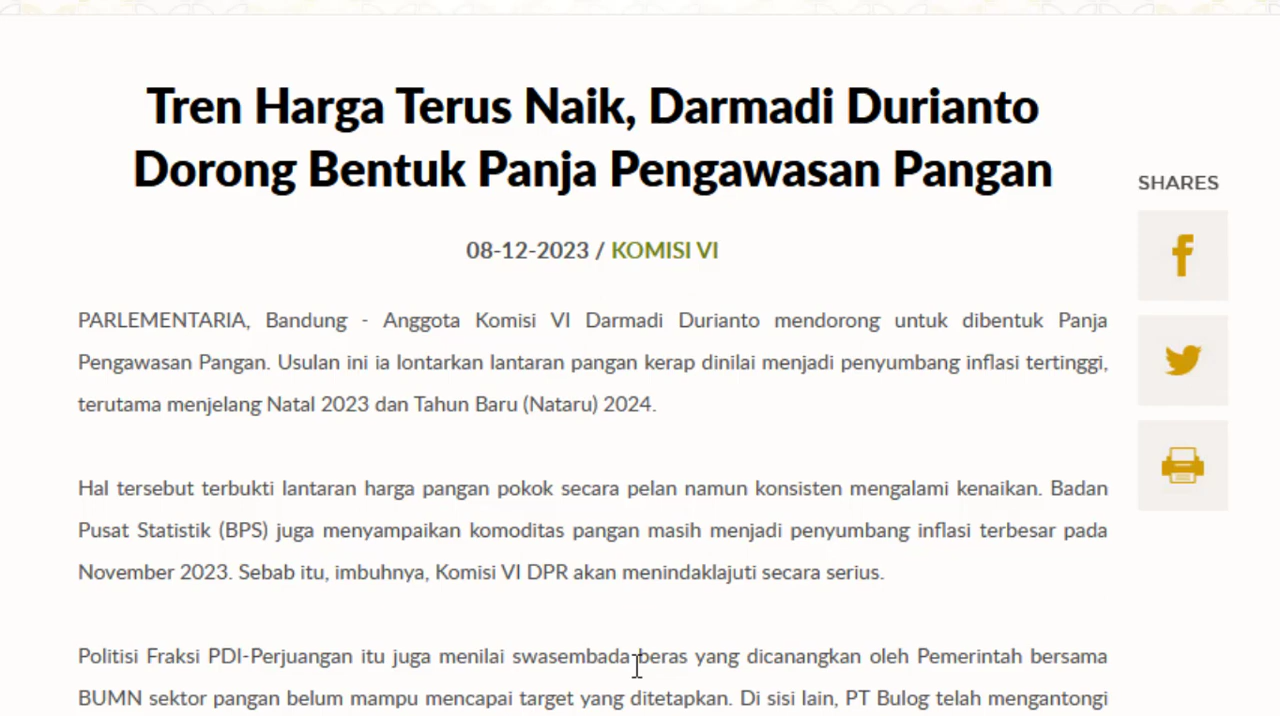 Tren Harga Terus Naik, Darmadi Durianto
Dorong Bentuk Panja Pengawasan Pangan
SHARES
08-12-2023 / KOMISI VI
PARLEMENTARIA, Bandung - Anggota Komisi VI Darmadi Durianto mendorong untuk dibentuk Panja
Pengawasan Pangan. Usulan ini ia lontarkan lantaran pangan kerap dinilai menjadi penyumbang inflasi tertinggi,
terutama menjelang Natal 2023 dan Tahun Baru (Nataru) 2024.
Hal tersebut terbukti lantaran harga pangan pokok secara pelan namun konsisten mengalami kenaikan. Badan
Pusat Statistik (BPS) juga menyampaikan komoditas pangan masih menjadi penyumbang inflasi terbesar pada
November 2023. Sebab itu, imbuhnya, Komisi VI DPR akan menindaklajuti secara serius.
Politisi Fraksi PDI-Perjuangan itu juga menilai swasembada beras yang dicanangkan oleh Pemerintah bersama
BUMN sektor pangan belum mampu mencapai target yang ditetapkan. Di sisi lain, PT Bulog telah mengantongi